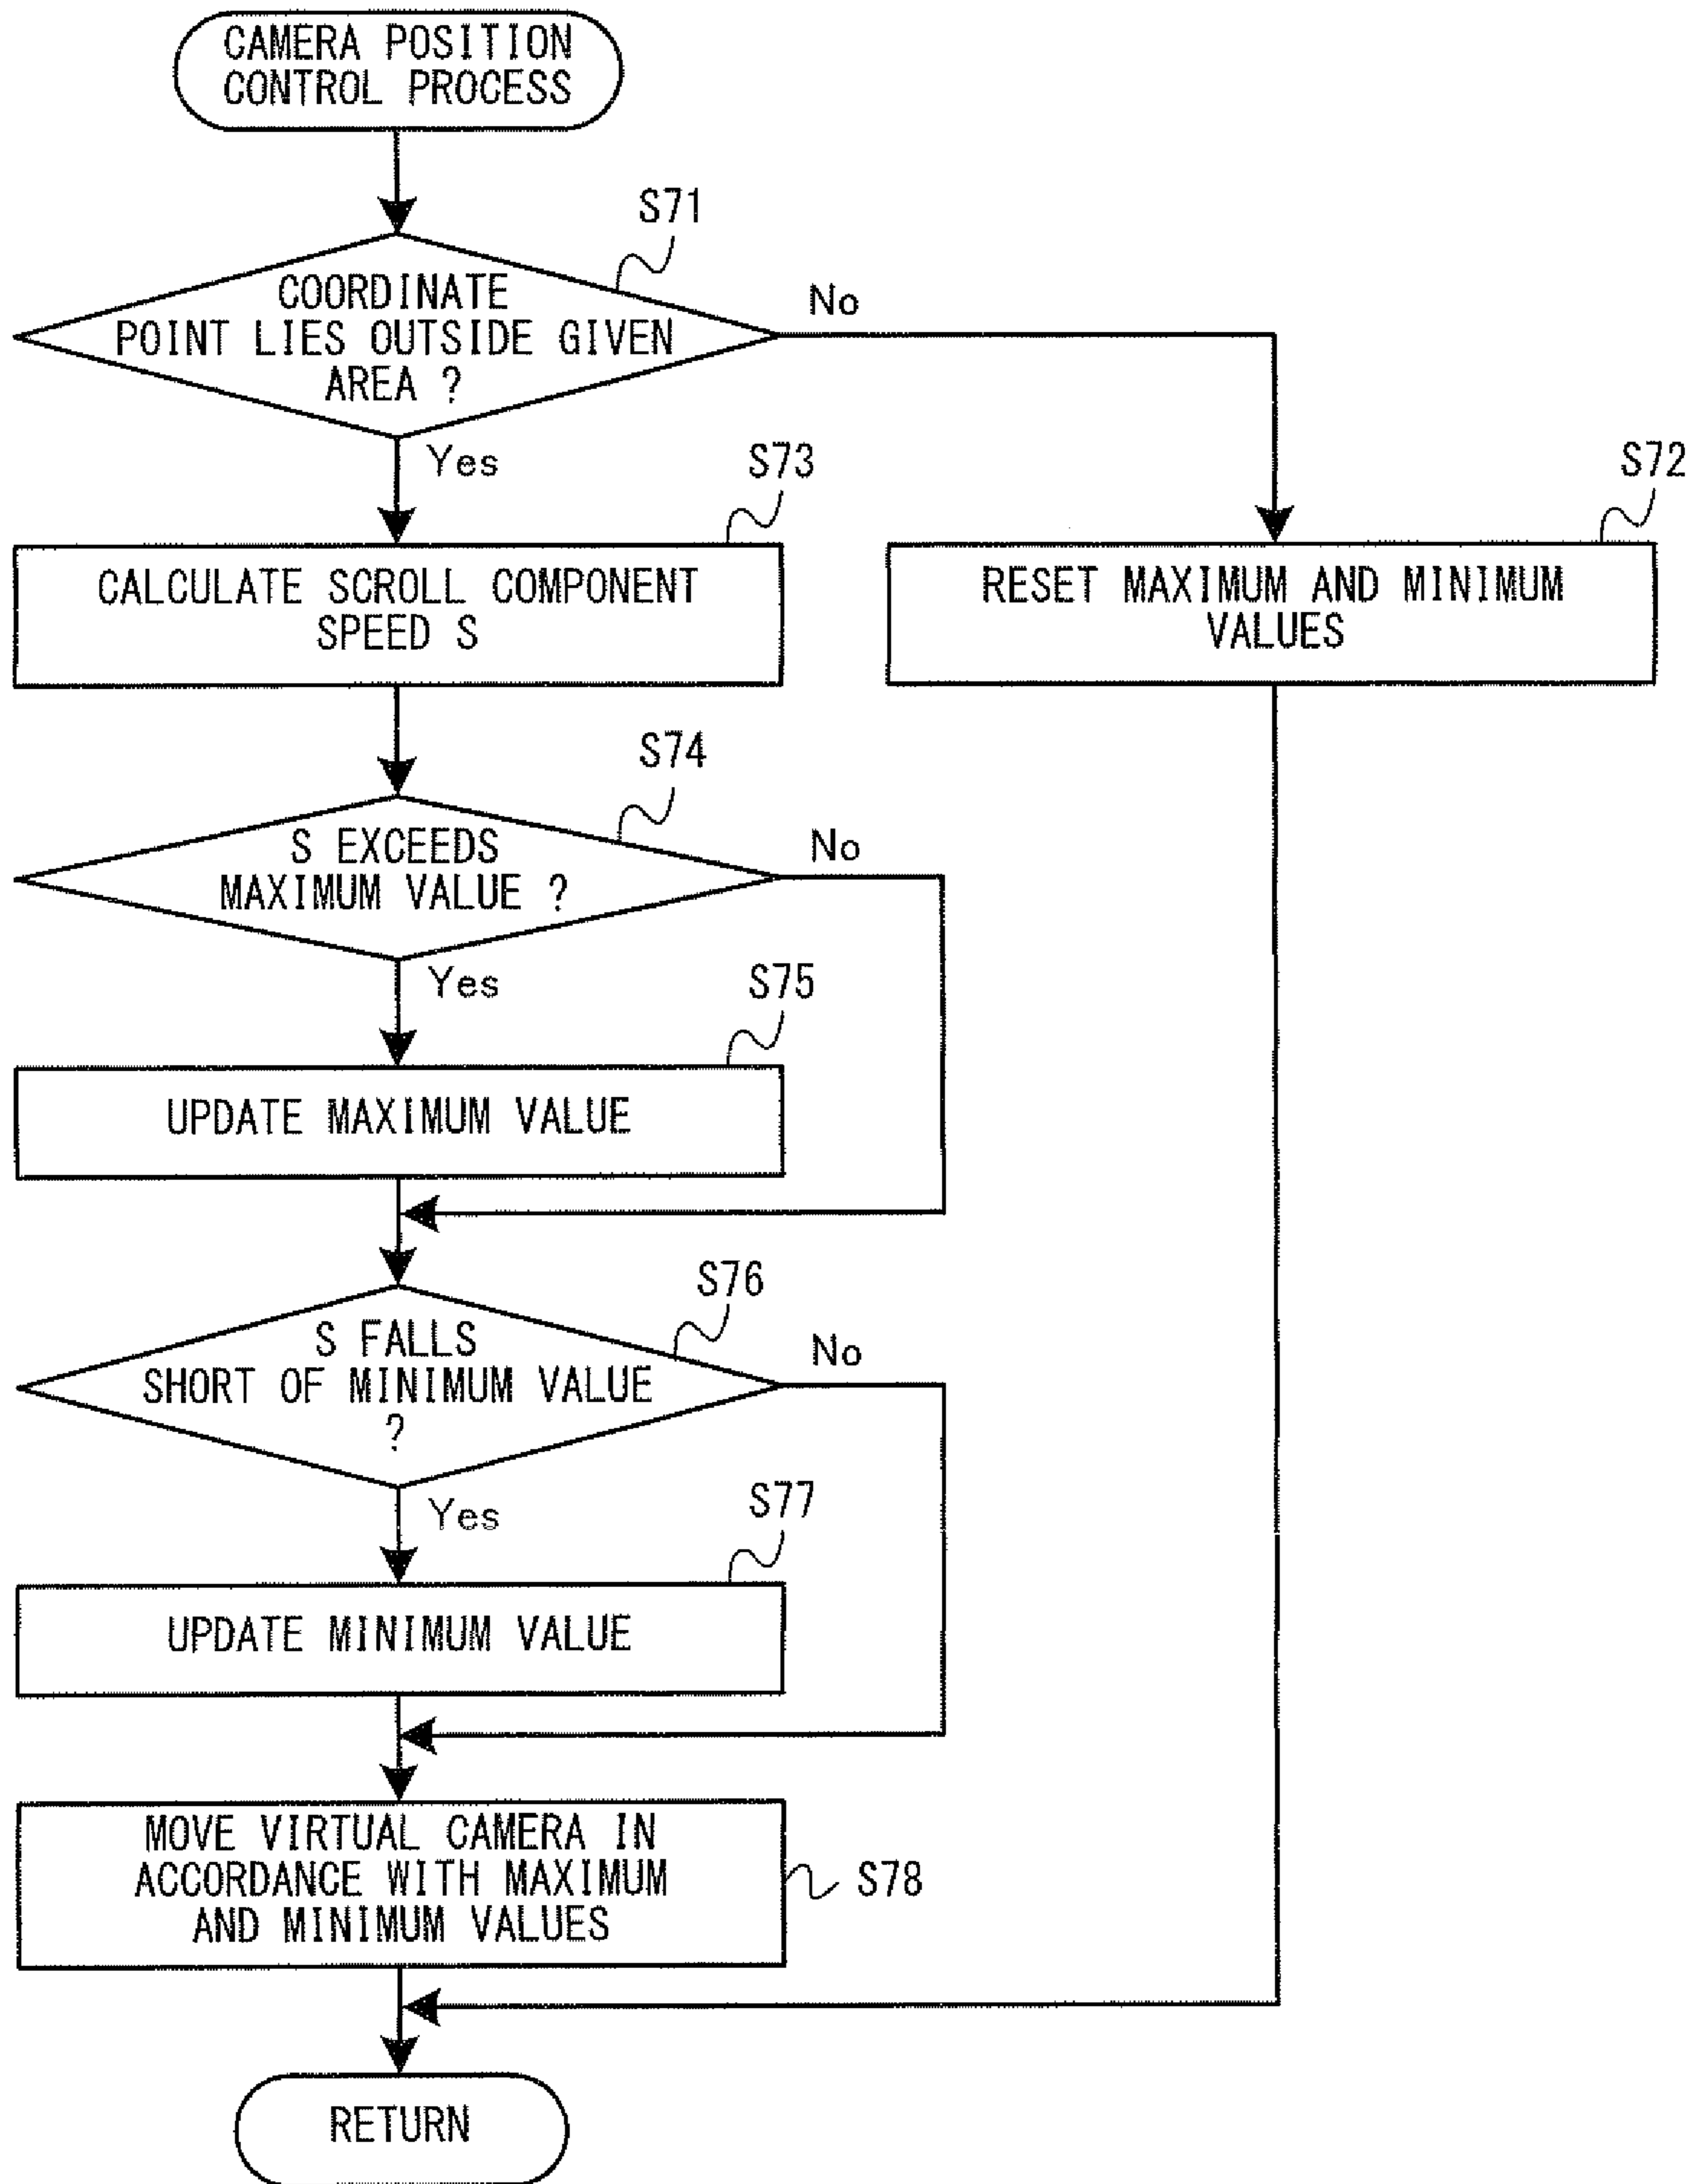 CAMERA POSITION
CONTROL PROCESS
S71
COORDINATE
POINT LIES OUTSIDE GIVEN
AREA ?
No
Yes
S73
S72
CALCULATE SCROLL COMPONENT
SPEED S
RESET MAXIMUM AND MINIMUM
VALUES
S74
S EXCEEDS
MAXIMUM VALUE ?
No
Yes
S75
UPDATE MAXIMUM VALUE
S76
S FALLS
SHORT OF MINIMUM VALUE
?
No
Yes
S77
UPDATE MINIMUM VALUE
MOVE VIRTUAL CAMERA IN
ACCORDANCE WITH MAXIMUM
AND MINIMUM VALUES
S78
RETURN